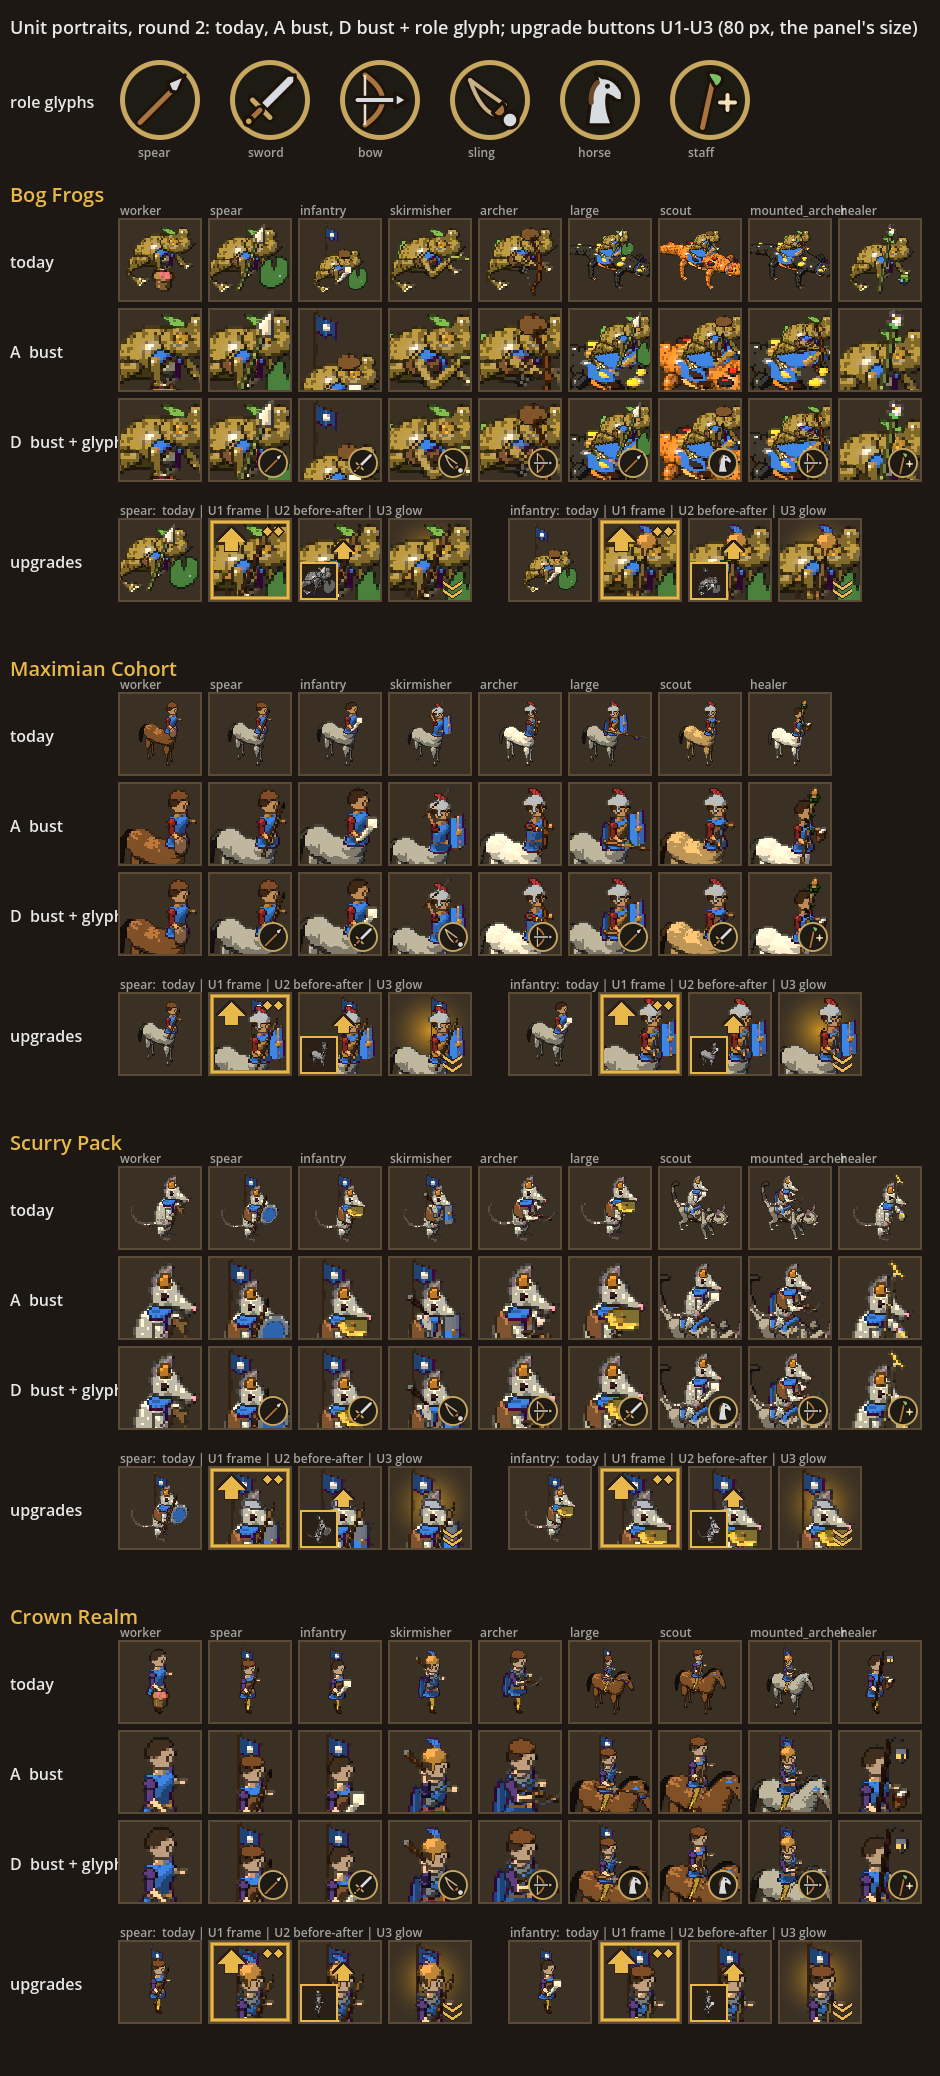 Unit portraits, round 2: today, A bust, D bust + role glyph; upgrade buttons U1-U3 (80 px, the panel's size)
role glyphs
spear sword bow sling horse staff
Bog Frogs
worker spear infantry skirmisher archer large scout mounted_archer healer
today
A bust
D bust + glyph
spear: today | U1 frame | U2 before-after | U3 glow infantry: today | U1 frame | U2 before-after | U3 glow
upgrades
Maximian Cohort
worker spear infantry skirmisher archer large scout healer
today
A bust
D bust + glyph
spear: today | U1 frame | U2 before-after | U3 glow infantry: today | U1 frame | U2 before-after | U3 glow
upgrades
Scurry Pack
worker spear infantry skirmisher archer large scout mounted_archer healer
today
A bust
D bust + glyph
spear: today | U1 frame | U2 before-after | U3 glow infantry: today | U1 frame | U2 before-after | U3 glow
upgrades
Crown Realm
worker spear infantry skirmisher archer large scout mounted_archer healer
today
A bust
D bust + glyph
spear: today | U1 frame | U2 before-after | U3 glow infantry: today | U1 frame | U2 before-after | U3 glow
upgrades